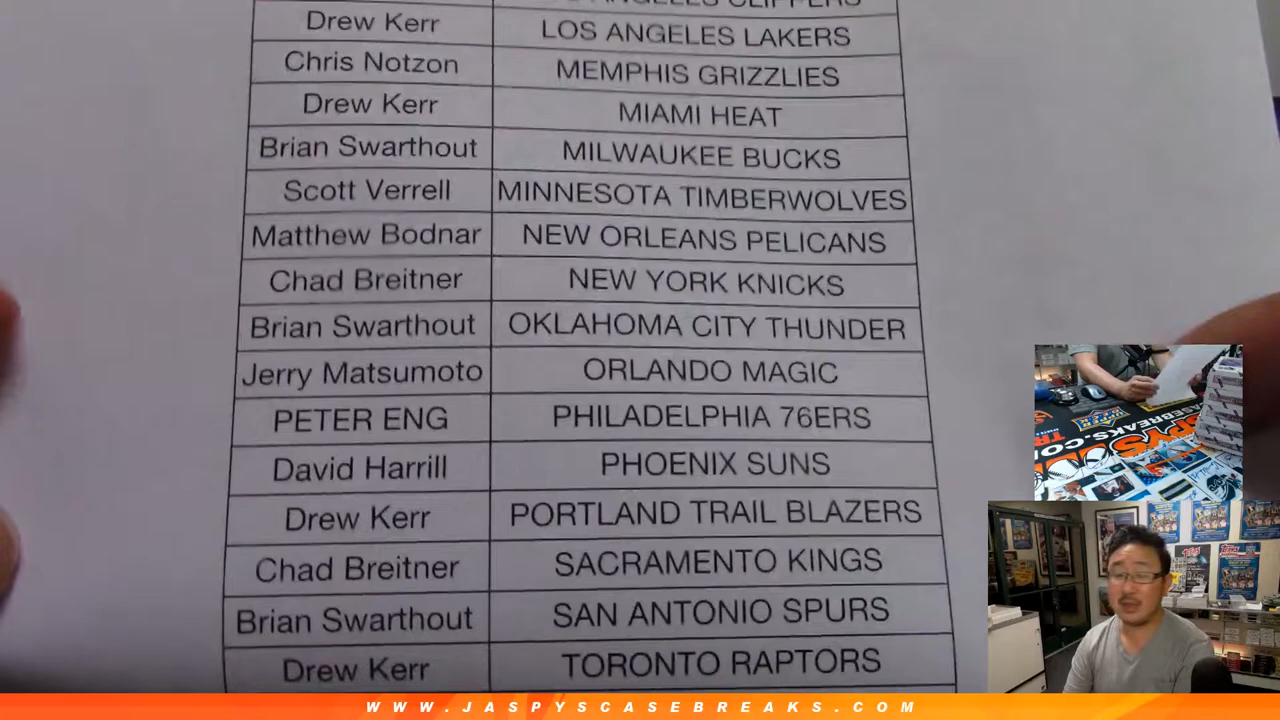 LOS ANGELES CLIPPERS
Drew Kerr LOS ANGELES LAKERS
Chris Notzon MEMPHIS GRIZZLIES
Drew Kerr MIAMI HEAT
Brian Swarthout MILWAUKEE BUCKS
Scott Verrell MINNESOTA TIMBERWOLVES
Matthew Bodnar NEW ORLEANS PELICANS
Chad Breitner NEW YORK KNICKS
Brian Swarthout OKLAHOMA CITY THUNDER
Jerry Matsumoto ORLANDO MAGIC
PETER ENG PHILADELPHIA 76ERS
David Harrill PHOENIX SUNS
Drew Kerr PORTLAND TRAIL BLAZERS
Chad Breitner SACRAMENTO KINGS
Brian Swarthout SAN ANTONIO SPURS
Drew Kerr TORONTO RAPTORS
WWW.JASPYSCASEBREAKS.COM